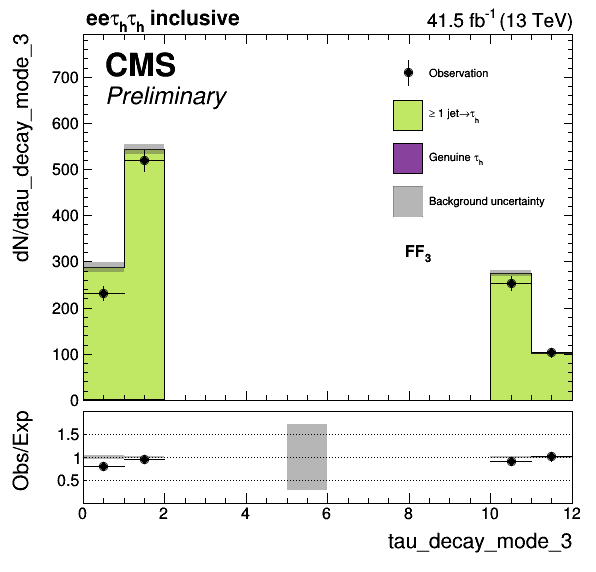 eeτhτh inclusive
41.5 fb-1 (13 TeV)
CMS
Preliminary
Observation
≥ 1 jet→τh
Genuine τh
Background uncertainty
FF3
dN/dtau_decay_mode_3
700
600
500
400
300
200
100
0
Obs/Exp
1.5
1
0.5
0 2 4 6 8 10 12
tau_decay_mode_3